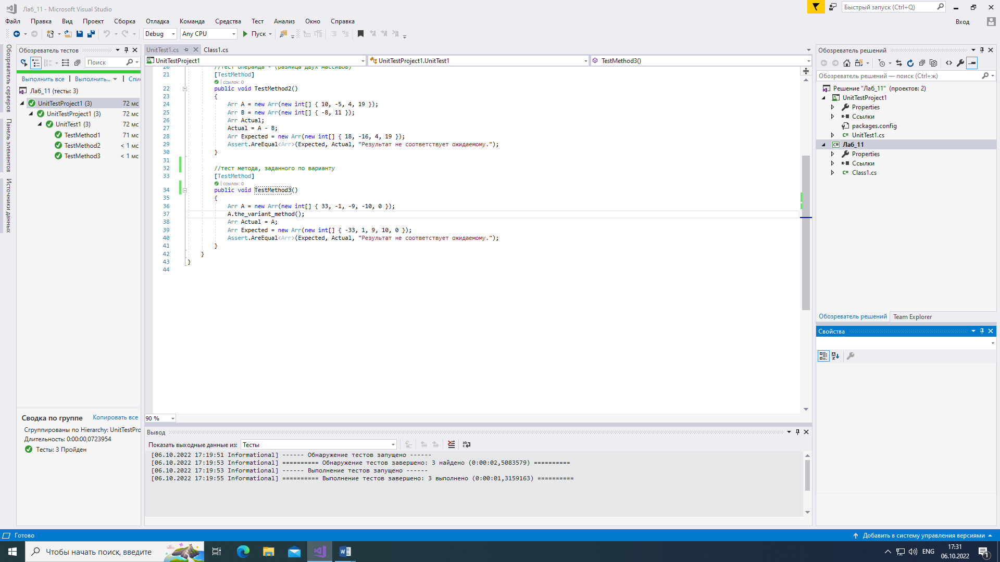 Лаб_11 - Microsoft Visual Studio
Быстрый запуск (Ctrl+Q)
Файл Правка Вид Проект Сборка Отладка Команда Средства Тест Анализ Окно Справка
Вход
Debug Any CPU Пуск
Обозреватель серверов
Панель элементов
Источники данных
Обозреватель тестов
Поиск
Выполнить все | Выполнить... | Спи
Лаб_11 (тесты: 3)
UnitTestProject1 (3) 72 мс
UnitTestProject1 (3) 72 мс
UnitTest1 (3) 72 мс
TestMethod1 71 мс
TestMethod2 < 1 мс
TestMethod3 < 1 мс
Сводка по группе Копировать все
Сгруппированы по Hierarchy: UnitTestPro
Длительность: 0:00:00,0723954
Тесты: 3 Пройден
UnitTest1.cs Class1.cs
UnitTestProject1 UnitTestProject1.UnitTest1 TestMethod3()
20 //тест операнда - (разница двух массивов)
21 [TestMethod]
ссылок: 0
22 public void TestMethod2()
23 {
24 Arr A = new Arr(new int[] { 10, -5, 4, 19 });
25 Arr B = new Arr(new int[] { -8, 11 });
26 Arr Actual;
27 Actual = A - B;
28 Arr Expected = new Arr(new int[] { 18, -16, 4, 19 });
29 Assert.AreEqual<Arr>(Expected, Actual, "Результат не соответствует ожидаемому.");
30 }
31
32 //тест метода, заданного по варианту
33 [TestMethod]
ссылок: 0
34 public void TestMethod3()
35 {
36 Arr A = new Arr(new int[] { 33, -1, -9, -10, 0 });
37 A.the_variant_method();
38 Arr Actual = A;
39 Arr Expected = new Arr(new int[] { -33, 1, 9, 10, 0 });
40 Assert.AreEqual<Arr>(Expected, Actual, "Результат не соответствует ожидаемому.");
41 }
42 }
43 }
44
90 %
Вывод
Показать выходные данные из: Тесты
[06.10.2022 17:19:51 Informational] ------ Обнаружение тестов запущено ------
[06.10.2022 17:19:53 Informational] ========== Обнаружение тестов завершено: 3 найдено (0:00:02,5083579) ==========
[06.10.2022 17:19:53 Informational] ------ Выполнение тестов запущено ------
[06.10.2022 17:19:55 Informational] ========== Выполнение тестов завершено: 3 выполнено (0:00:01,3159163) ==========
Обозреватель решений
Обозреватель решений — поиск (Ctrl+ж)
Решение "Лаб_11" (проектов: 2)
UnitTestProject1
Properties
Ссылки
packages.config
UnitTest1.cs
Лаб_11
Properties
Ссылки
Class1.cs
Обозреватель решений Team Explorer
Свойства
Готово
Добавить в систему управления версиями
Чтобы начать поиск, введите
ENG
17:31
06.10.2022
1